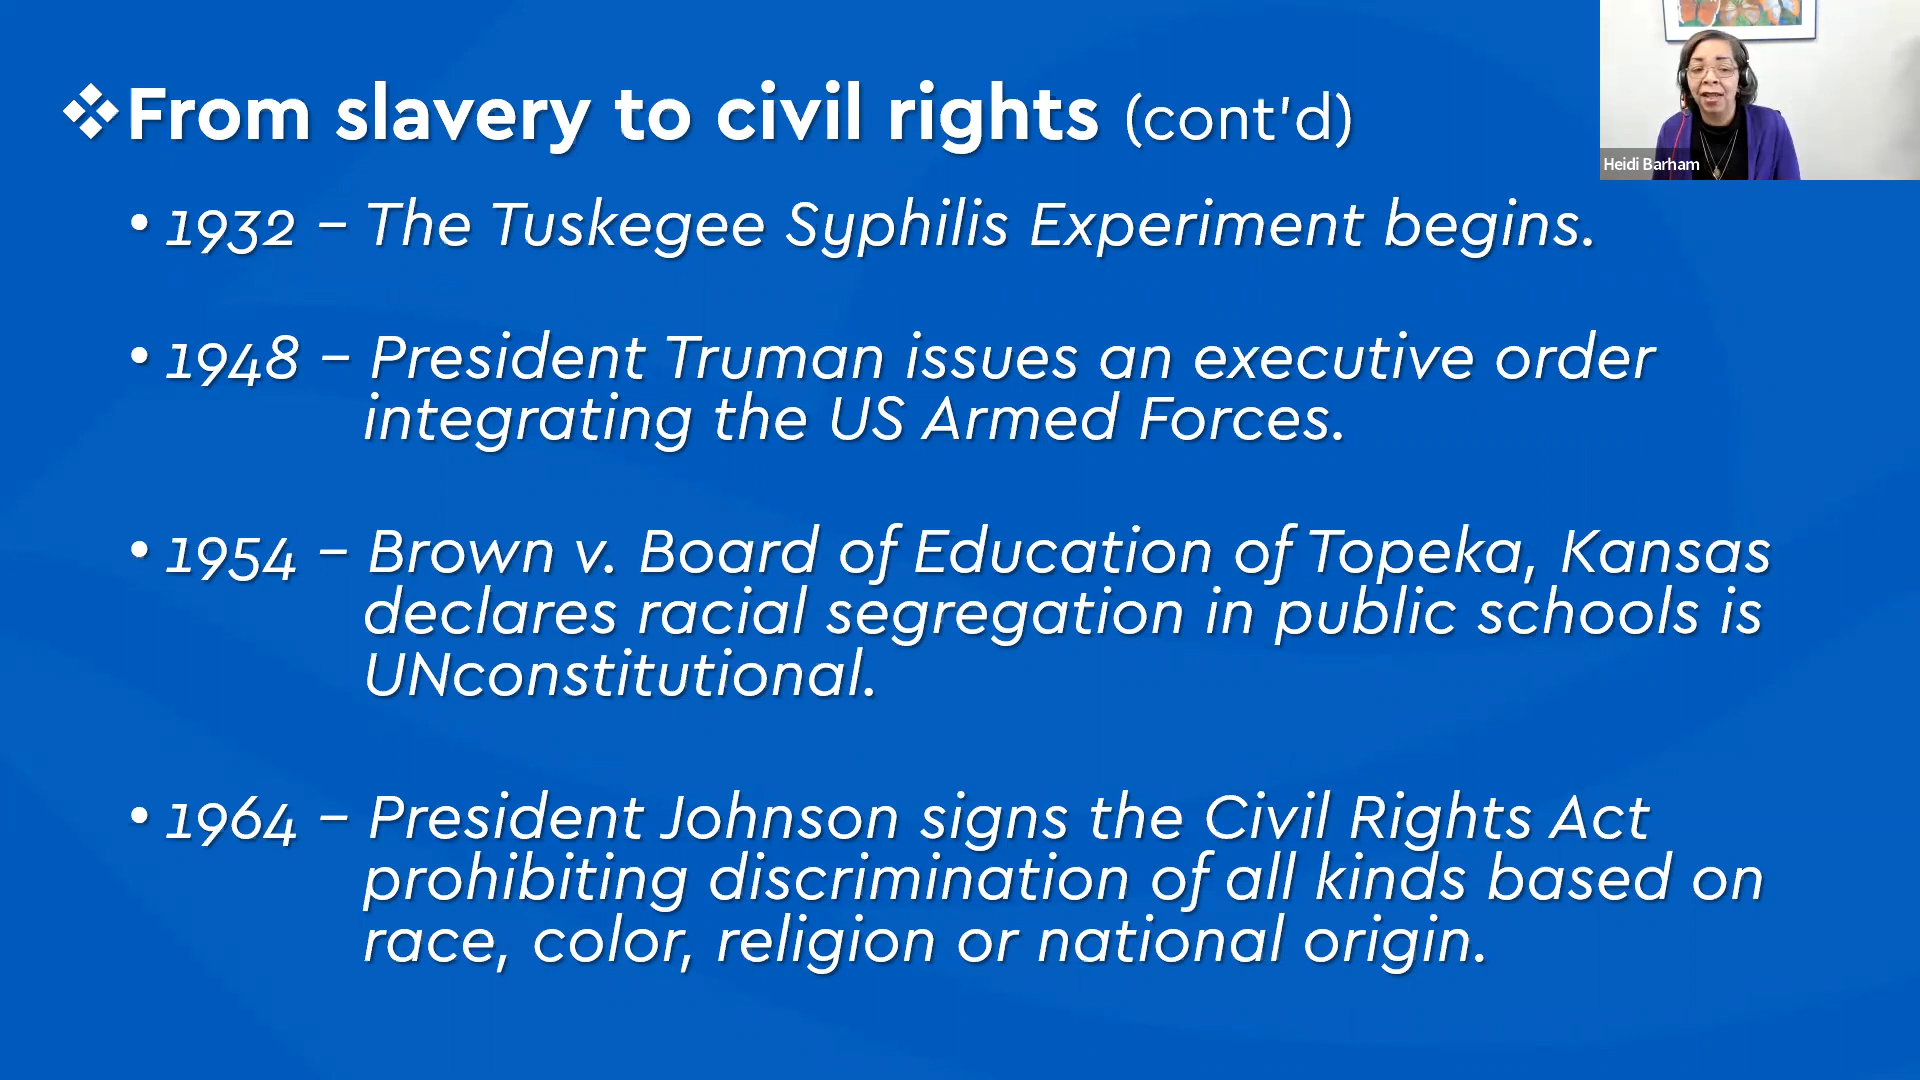 ❖From slavery to civil rights (cont'd)
Heidi Barham
• 1932 – The Tuskegee Syphilis Experiment begins.
• 1948 – President Truman issues an executive order
integrating the US Armed Forces.
• 1954 – Brown v. Board of Education of Topeka, Kansas
declares racial segregation in public schools is
UNconstitutional.
• 1964 – President Johnson signs the Civil Rights Act
prohibiting discrimination of all kinds based on
race, color, religion or national origin.